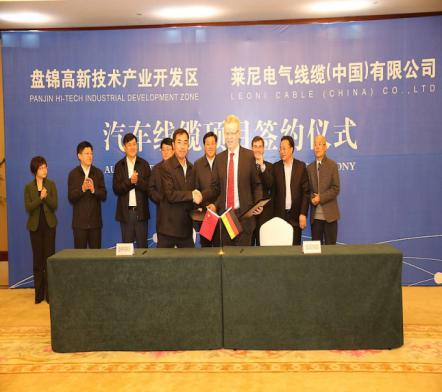 盘锦高新技术产业开发区
PANJIN HI-TECH INDUSTRIAL DEVELOPMENT ZONE
莱尼电气线缆(中国)有限公司
LEONI CABLE (CHINA) CO.,LTD
汽车线缆项目签约仪式